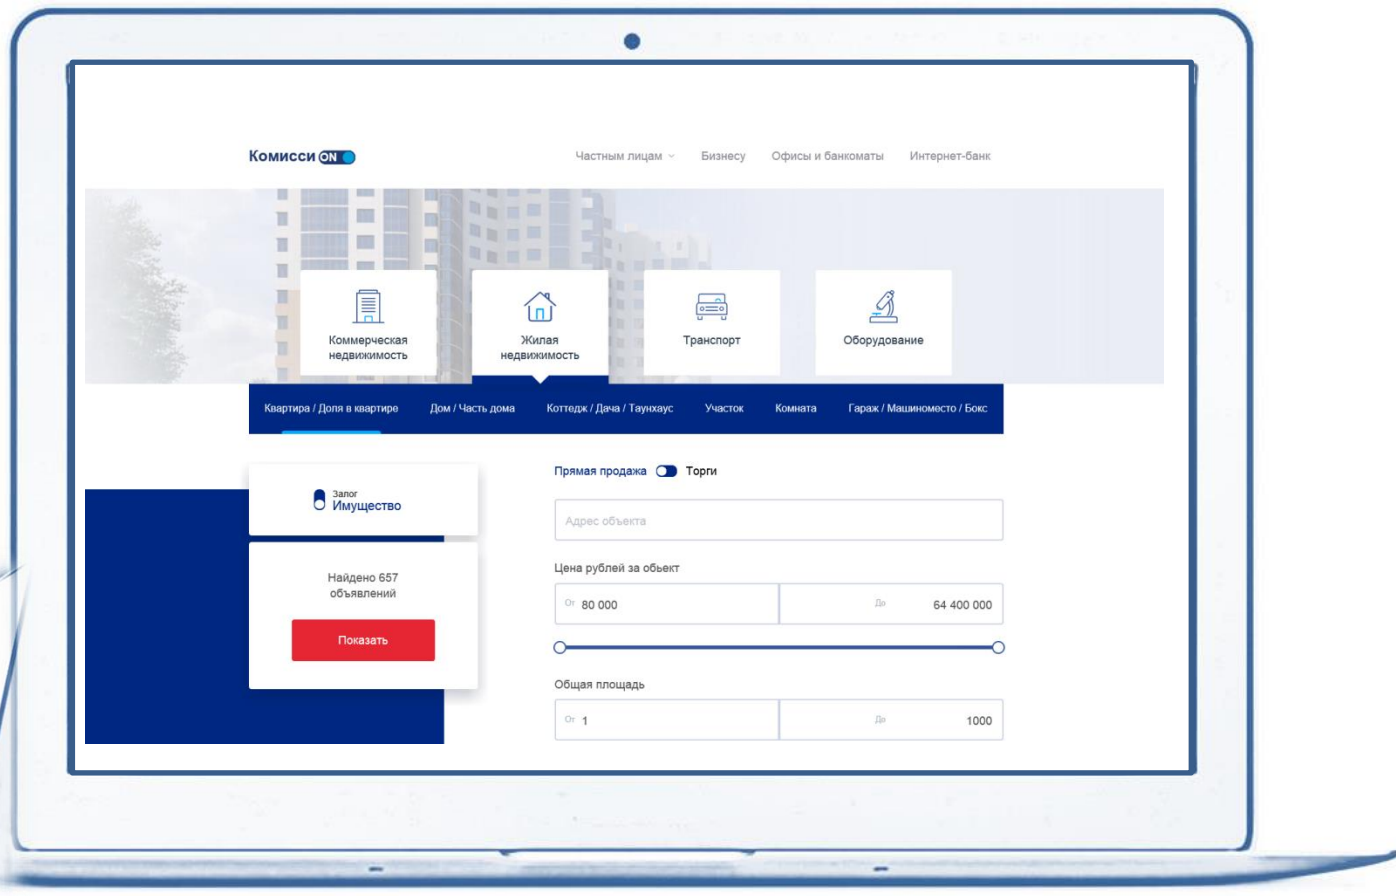 Комисси ON
Частным лицам
Бизнесу
Офисы и банкоматы
Интернет-банк
Коммерческая
недвижимость
Жилая
недвижимость
Транспорт
Оборудование
Квартира / Доля в квартире
Дом / Часть дома
Коттедж / Дача / Таунхаус
Участок
Комната
Гараж / Машиноместо / Бокс
Залог
Имущество
Найдено 657
объявлений
Показать
Прямая продажа
Торги
Адрес объекта
Цена рублей за обьект
От 80 000
До 64 400 000
Общая площадь
От 1
До 1000